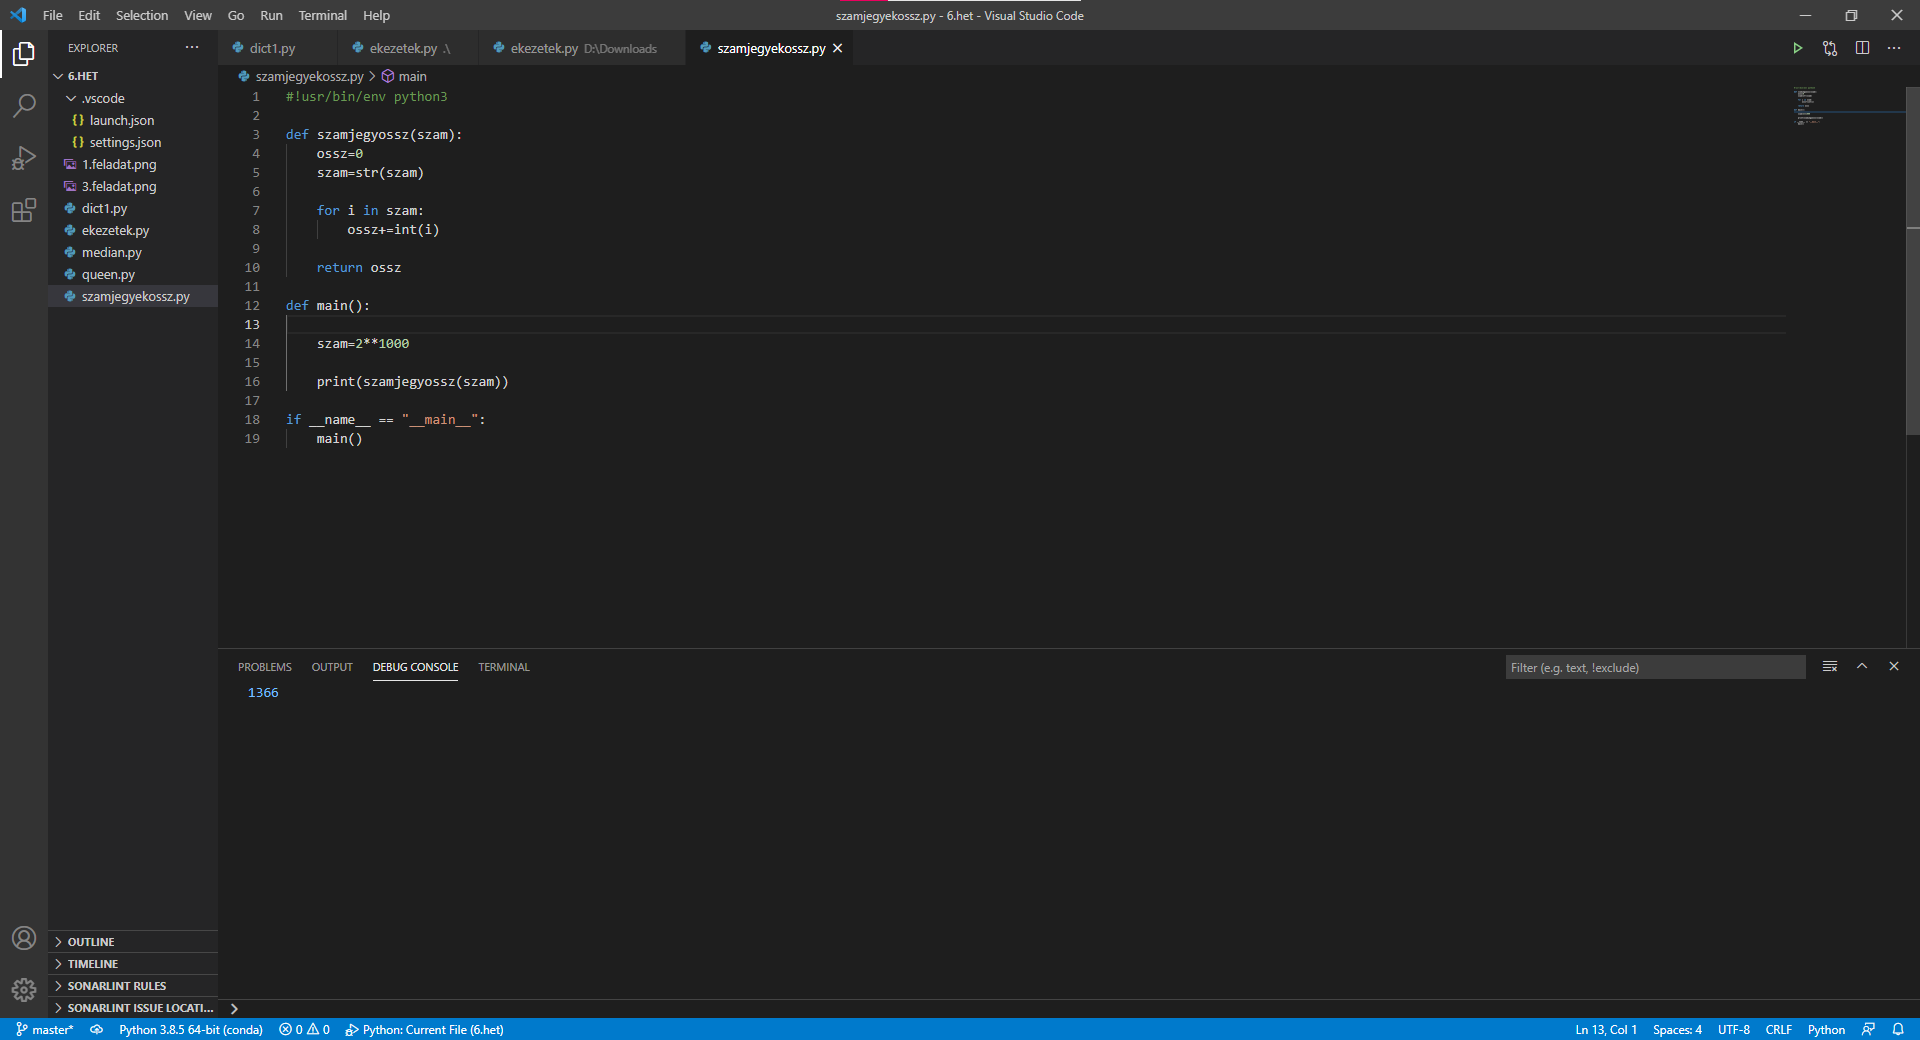 File Edit Selection View Go Run Terminal Help szamjegyekossz.py - 6.het - Visual Studio Code
EXPLORER
dict1.py ekezetek.py .\ ekezetek.py D:\Downloads szamjegyekossz.py
6.HET
.vscode
{} launch.json
{} settings.json
1.feladat.png
3.feladat.png
dict1.py
ekezetek.py
median.py
queen.py
szamjegyekossz.py
szamjegyekossz.py > main
1 #!usr/bin/env python3
2
3 def szamjegyossz(szam):
4 ossz=0
5 szam=str(szam)
6
7 for i in szam:
8 ossz+=int(i)
9
10 return ossz
11
12 def main():
13
14 szam=2**1000
15
16 print(szamjegyossz(szam))
17
18 if __name__ == "__main__":
19 main()
PROBLEMS OUTPUT DEBUG CONSOLE TERMINAL Filter (e.g. text, !exclude)
1366
OUTLINE
TIMELINE
SONARLINT RULES
SONARLINT ISSUE LOCATI...
master* Python 3.8.5 64-bit (conda) 0 0 Python: Current File (6.het) Ln 13, Col 1 Spaces: 4 UTF-8 CRLF Python